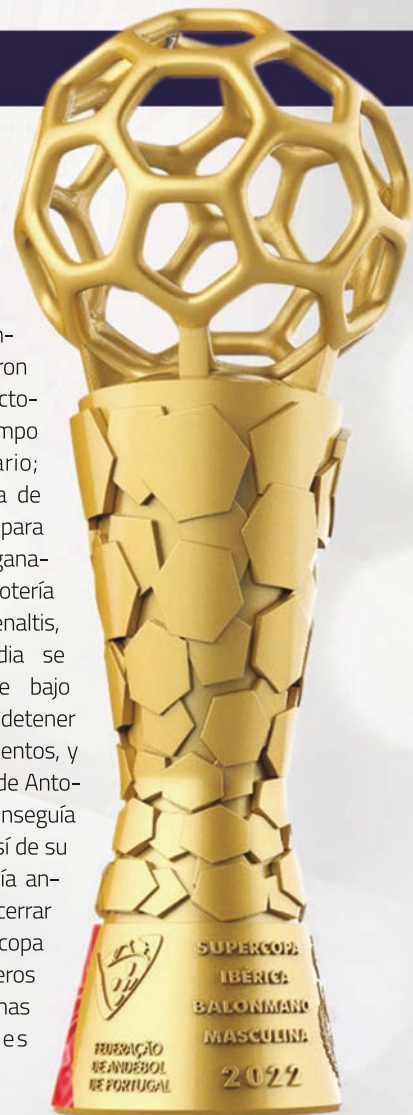 n-
ron
cto-
mpo
ario;
a de
para
gana-
otería
enaltis,
dia se
e bajo
detener
entos, y
de Anto-
nseguía
sí de su
ía an-
cerrar
copa
eros
nas
es
SUPERCOPA
IBÉRICA
BALONMANO
MASCULINA
2022
FEDERAÇÃO
DE ANDEBOL
DE PORTUGAL